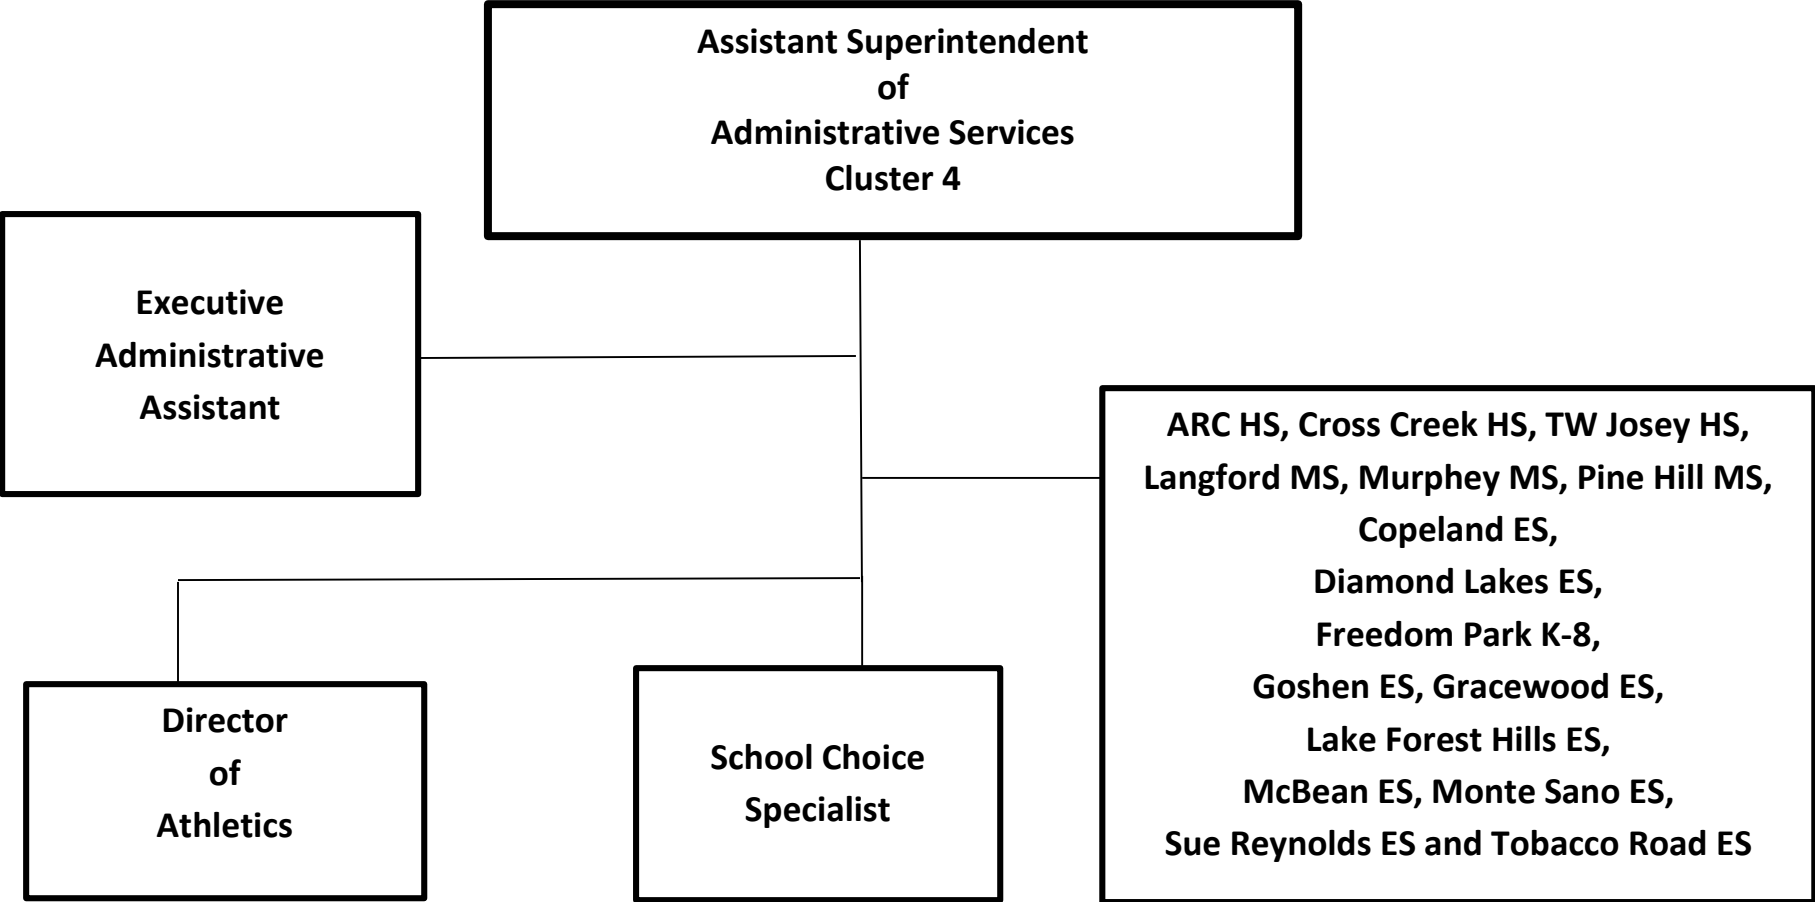 Assistant Superintendent
of
Administrative Services
Cluster 4
Executive
Administrative
Assistant
ARC HS, Cross Creek HS, TW Josey HS,
Langford MS, Murphey MS, Pine Hill MS,
Copeland ES,
Diamond Lakes ES,
Freedom Park K-8,
Goshen ES, Gracewood ES,
Lake Forest Hills ES,
McBean ES, Monte Sano ES,
Sue Reynolds ES and Tobacco Road ES
Director
of
Athletics
School Choice
Specialist